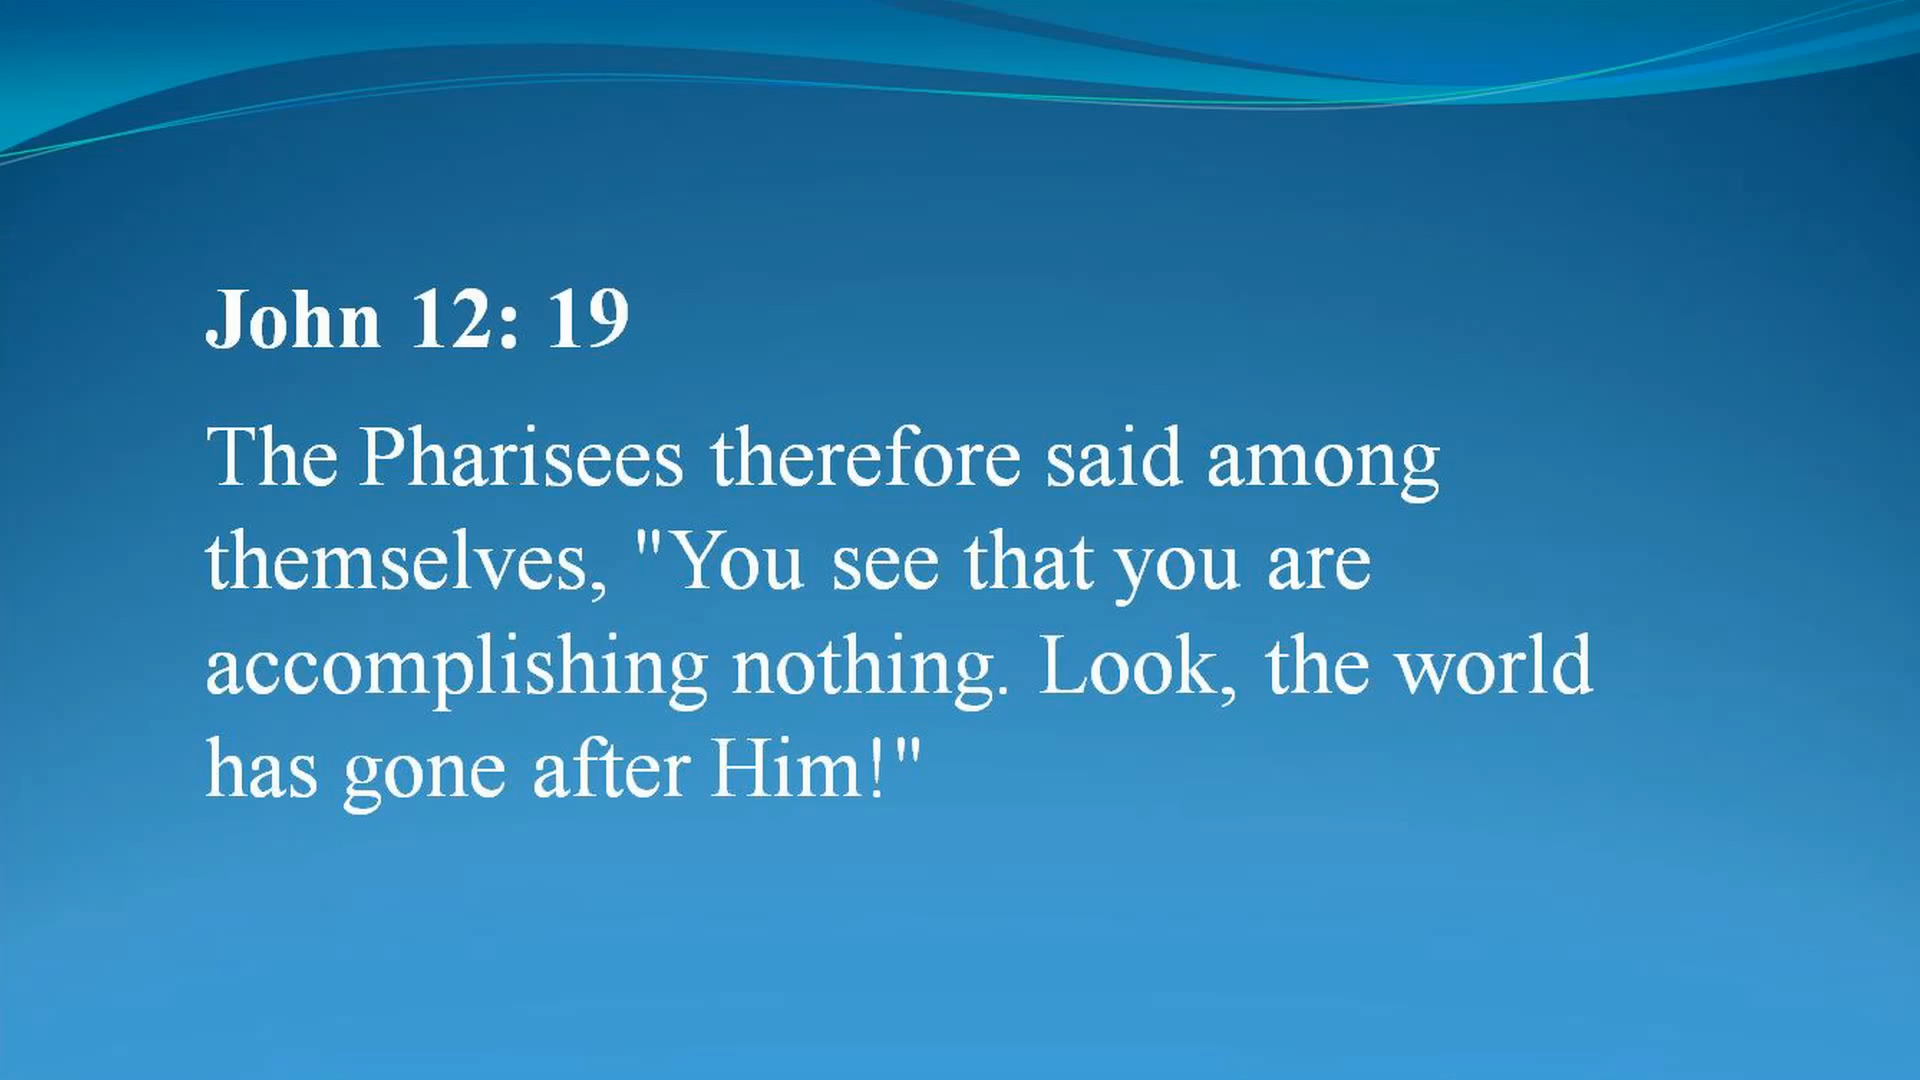 John 12: 19
The Pharisees therefore said among
themselves, "You see that you are
accomplishing nothing. Look, the world
has gone after Him!"